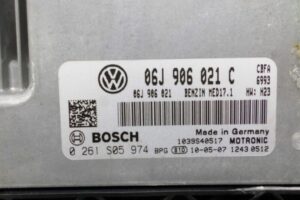 06J 906 021 C
CBFA
6993
06J 906 021 BENZIN MED17.1 HW: H23
Made in Germany
BOSCH
1039S40517 MOTRONIC
0 261 S05 974 BPG 10-05-07 1243 0512